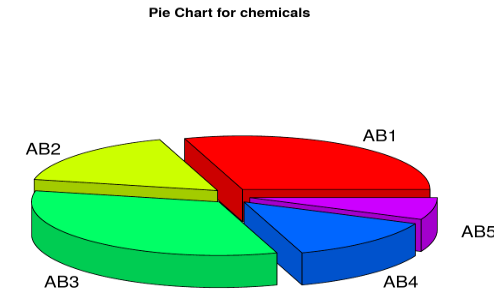 Pie Chart for chemicals
AB1
AB2
AB5
AB3
AB4